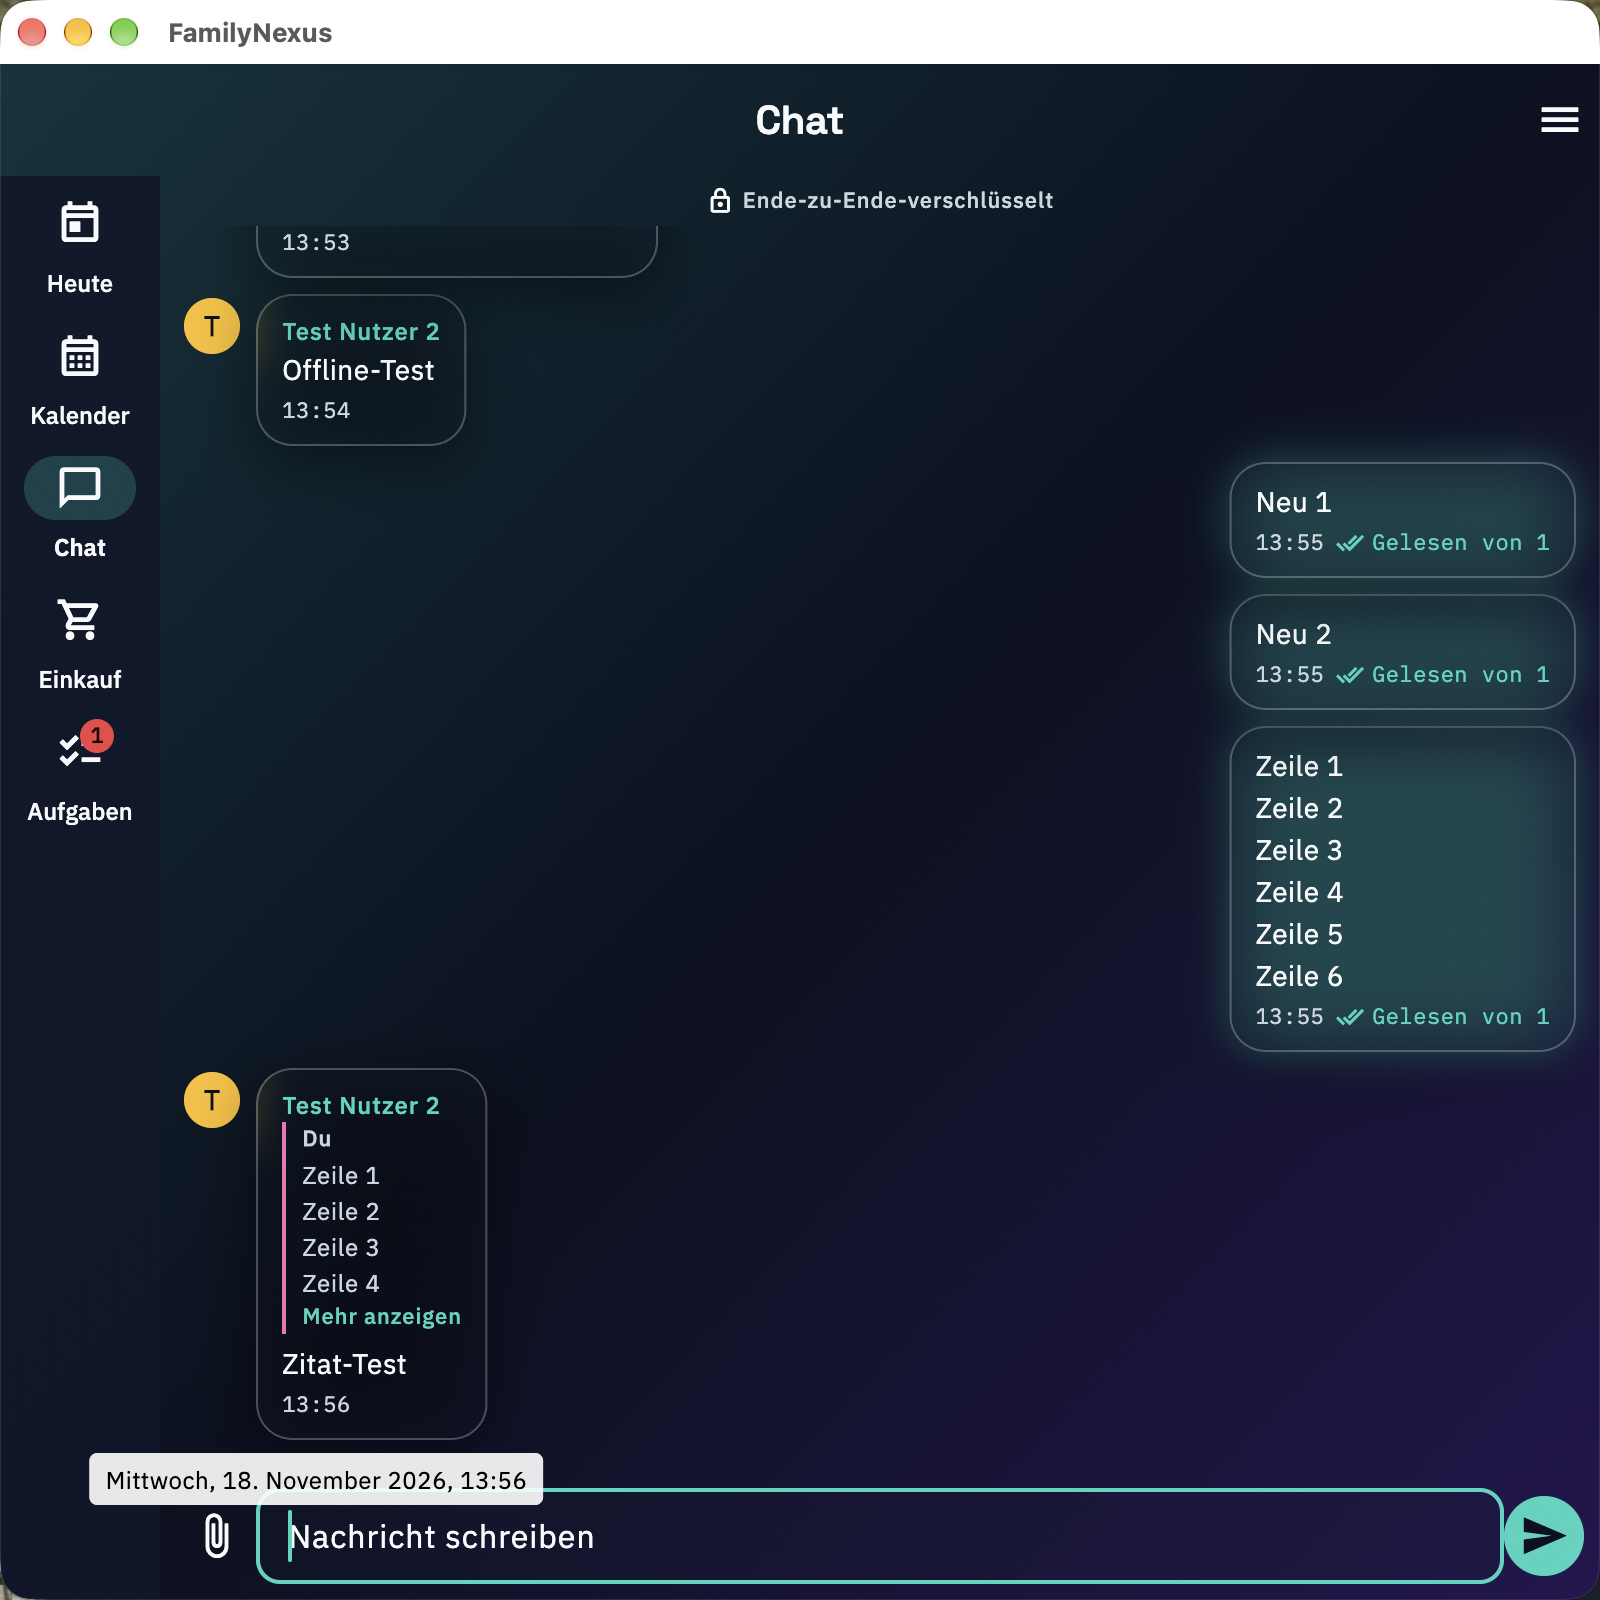 FamilyNexus
Chat
Ende-zu-Ende-verschlüsselt
Heute
Kalender
Chat
Einkauf
1
Aufgaben
13:53
T
Test Nutzer 2
Offline-Test
13:54
Neu 1
13:55 Gelesen von 1
Neu 2
13:55 Gelesen von 1
Zeile 1
Zeile 2
Zeile 3
Zeile 4
Zeile 5
Zeile 6
13:55 Gelesen von 1
T
Test Nutzer 2
Du
Zeile 1
Zeile 2
Zeile 3
Zeile 4
Mehr anzeigen
Zitat-Test
13:56
Mittwoch, 18. November 2026, 13:56
Nachricht schreiben